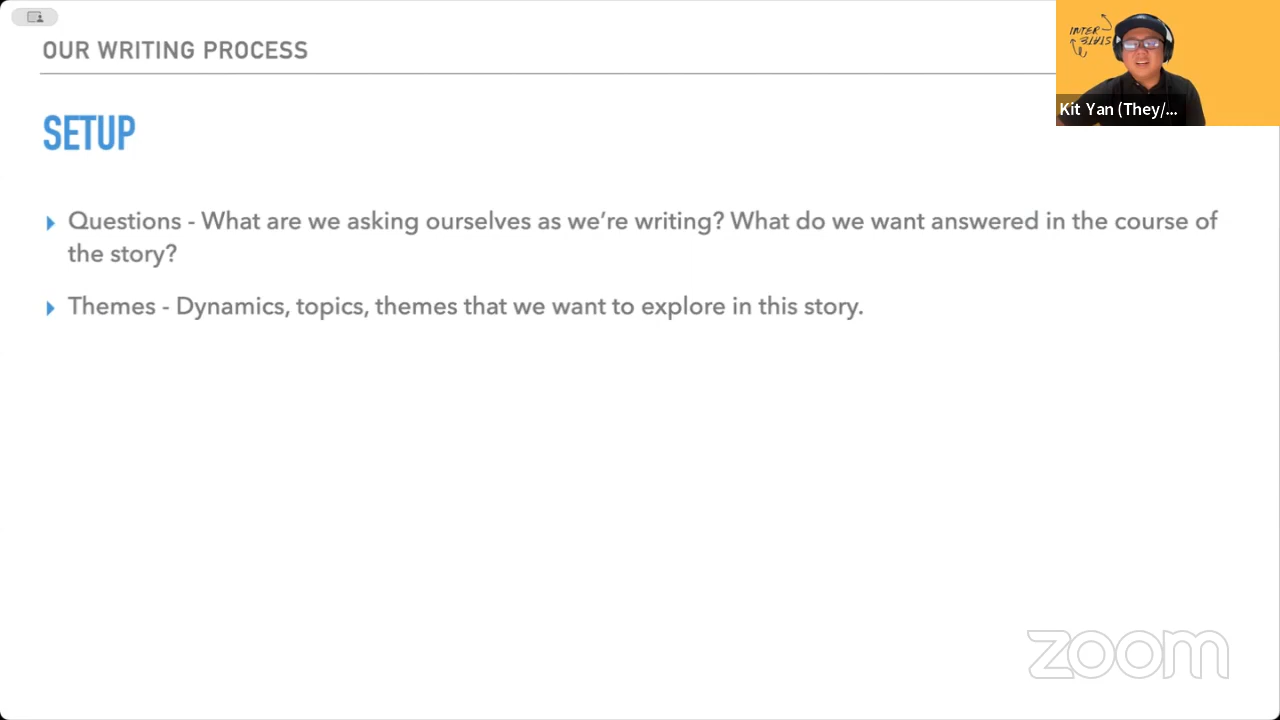 OUR WRITING PROCESS
INTER
STATE
Kit Yan (They/...
SETUP
Questions - What are we asking ourselves as we’re writing? What do we want answered in the course of
the story?
Themes - Dynamics, topics, themes that we want to explore in this story.
zoom